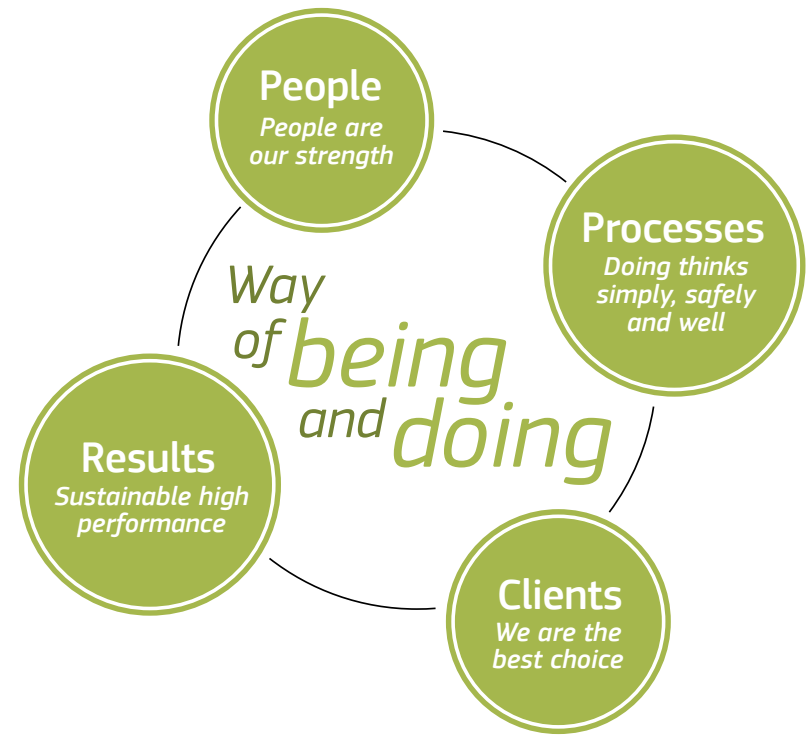 People
People are
our strength
Processes
Doing thinks
simply, safely
and well
Way
of being
and doing
Results
Sustainable high
performance
Clients
We are the
best choice